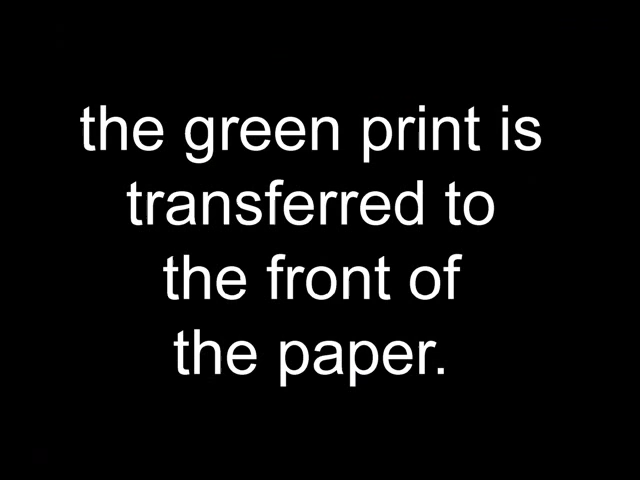 the green print is
transferred to
the front of
the paper.